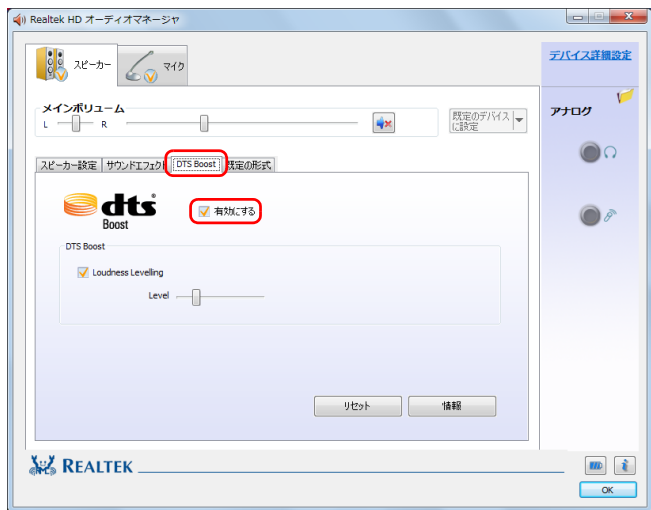 Realtek HD オーディオマネージャ
スピーカー
マイク
デバイス詳細設定
メインボリューム
L
R
既定のデバイス
に設定
アナログ
スピーカー設定
サウンドエフェクト
DTS Boost
既定の形式
dts
Boost
有効にする
DTS Boost
Loudness Levelling
Level
リセット
情報
REALTEK
OK